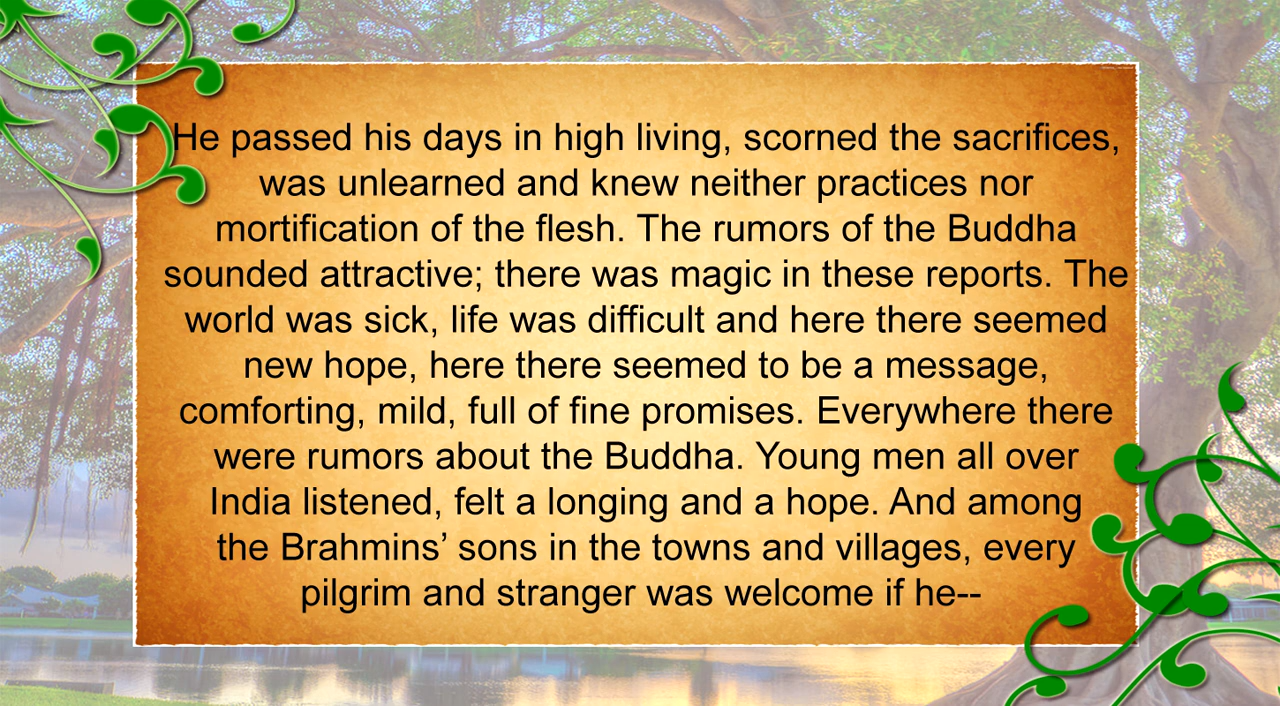 He passed his days in high living, scorned the sacrifices,
was unlearned and knew neither practices nor
mortification of the flesh. The rumors of the Buddha
sounded attractive; there was magic in these reports. The
world was sick, life was difficult and here there seemed
new hope, here there seemed to be a message,
comforting, mild, full of fine promises. Everywhere there
were rumors about the Buddha. Young men all over
India listened, felt a longing and a hope. And among
the Brahmins’ sons in the towns and villages, every
pilgrim and stranger was welcome if he--